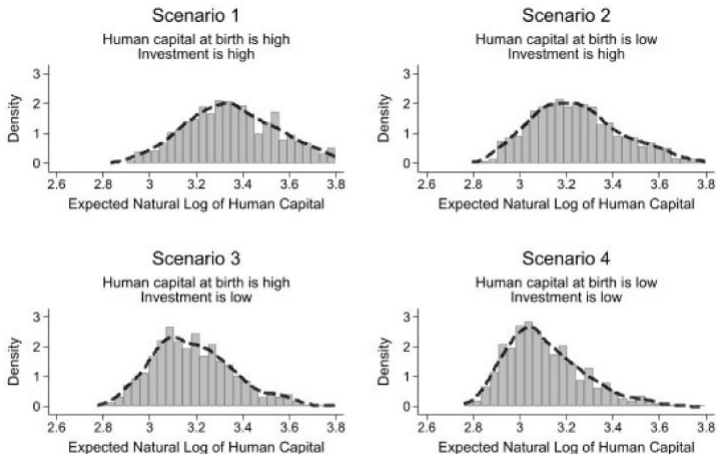 Scenario 1
Human capital at birth is high
Investment is high
3
2
1
0
Density
2.6 2.8 3 3.2 3.4 3.6 3.8
Expected Natural Log of Human Capital
Scenario 2
Human capital at birth is low
Investment is high
3
2
1
0
Density
2.6 2.8 3 3.2 3.4 3.6 3.8
Expected Natural Log of Human Capital
Scenario 3
Human capital at birth is high
Investment is low
3
2
1
0
Density
2.6 2.8 3 3.2 3.4 3.6 3.8
Expected Natural Log of Human Capital
Scenario 4
Human capital at birth is low
Investment is low
3
2
1
0
Density
2.6 2.8 3 3.2 3.4 3.6 3.8
Expected Natural Log of Human Capital